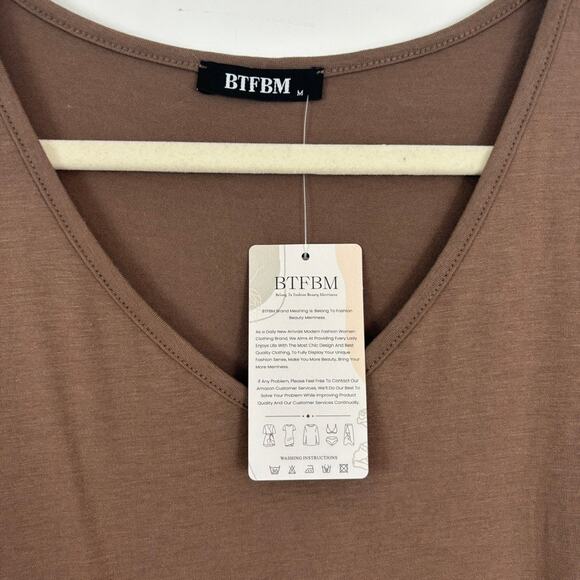 BTFBM M
BTFBM
Belong To Fashion Beauty Merriness
BTFBM Brand Meaning is Belong To Fashion
Beauty Merriness.
As a Daily New Arrivals Modern Fashion Women
Clothing Brand, We Aims At Providing Every Lady
Enjoys Life With The Most Chic Design And Best
Quality Clothing, To Fully Display Your Unique
Fashion Sense, Make You More Beauty, Bring Your
More Merriness.
If Any Problem, Please Feel Free To Contact Our
Amazon Customer Services, We'll Do Our Best To
Solve Your Problem While Improving Product
Quality And Our Customer Services Continually.
WASHING INSTRUCTIONS